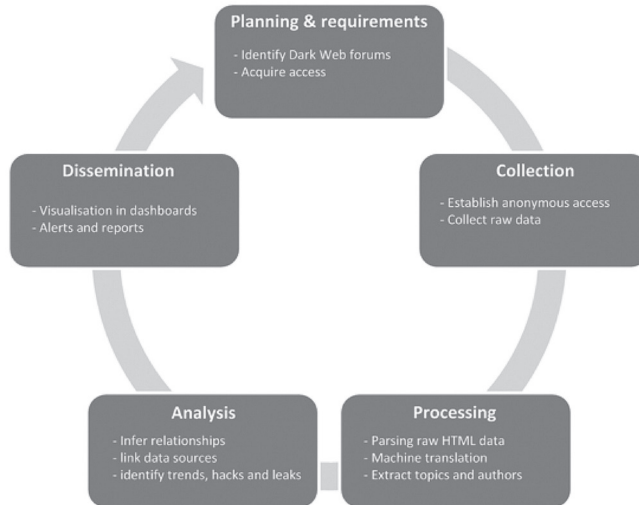 Planning & requirements
- Identify Dark Web forums
- Acquire access
Collection
- Establish anonymous access
- Collect raw data
Processing
- Parsing raw HTML data
- Machine translation
- Extract topics and authors
Analysis
- Infer relationships
- link data sources
- identify trends, hacks and leaks
Dissemination
- Visualisation in dashboards
- Alerts and reports